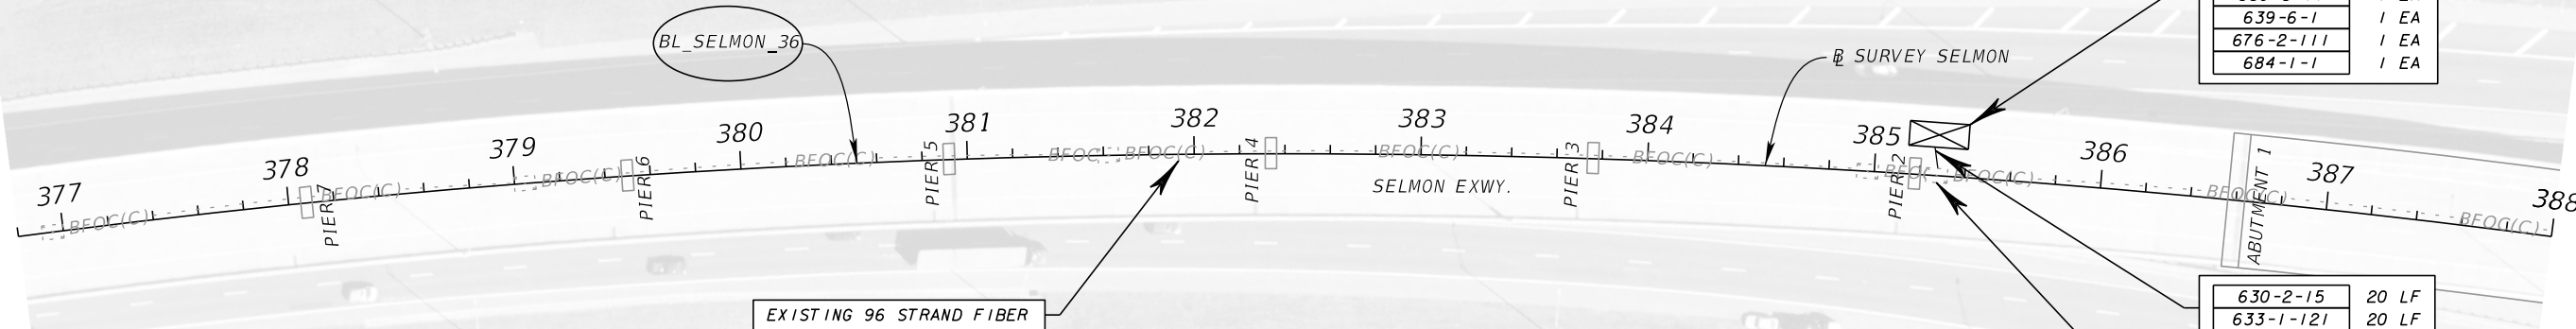 639-6-1 1 EA
676-2-111 1 EA
684-1-1 1 EA
BL_SELMON_36
BL SURVEY SELMON
377 378 379 380 381 382 383 384 385 386 387 388
BFOC(C) BFOC(C) BFOC(C) BFOC(C) BFOC BFOC(C) BFOC(C) BFOC(C) BFOC(C) BFOC(C) BFOC(C)
PIER 7
PIER 6
PIER 5
PIER 4
PIER 3
PIER 2
ABUTMENT 1
SELMON EXWY.
EXISTING 96 STRAND FIBER
630-2-15 20 LF
633-1-121 20 LF